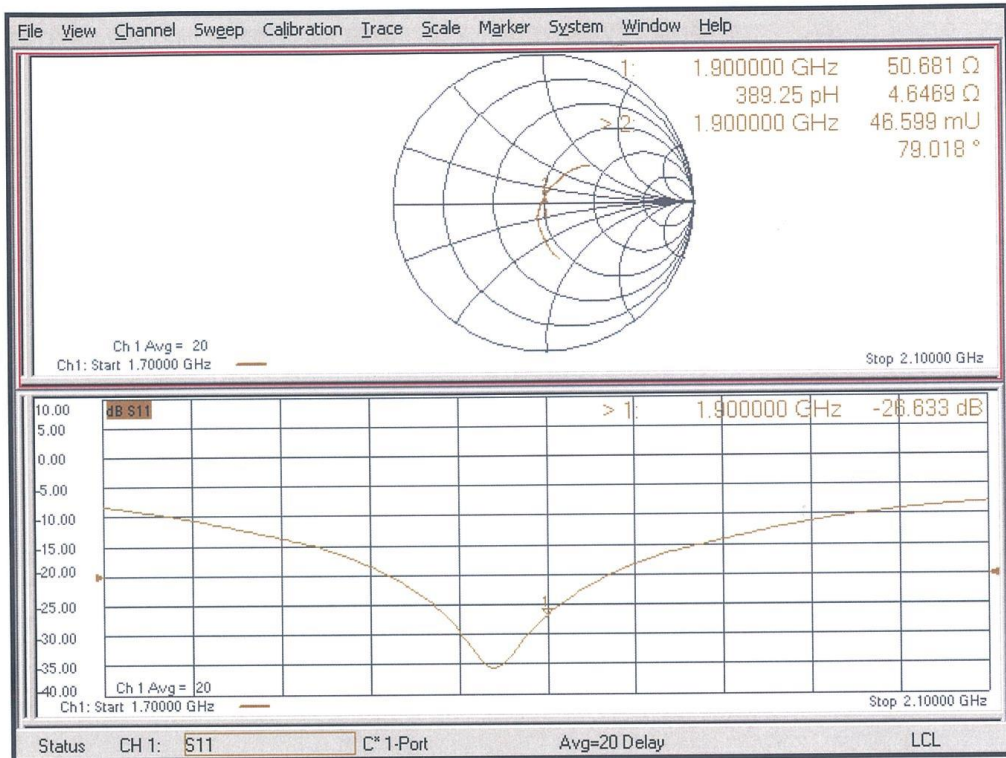 File View Channel Sweep Calibration Trace Scale Marker System Window Help
1: 1.900000 GHz 50.681 Ω
389.25 pH 4.6469 Ω
> 2: 1.900000 GHz 46.599 mU
79.018 °
1
Ch 1 Avg = 20
Ch1: Start 1.70000 GHz Stop 2.10000 GHz
dB S11
> 1: 1.900000 GHz -26.633 dB
10.00
5.00
0.00
-5.00
-10.00
-15.00
-20.00
-25.00
-30.00
-35.00
-40.00
1
Ch 1 Avg = 20
Ch1: Start 1.70000 GHz Stop 2.10000 GHz
Status CH 1: S11 C* 1-Port Avg=20 Delay LCL